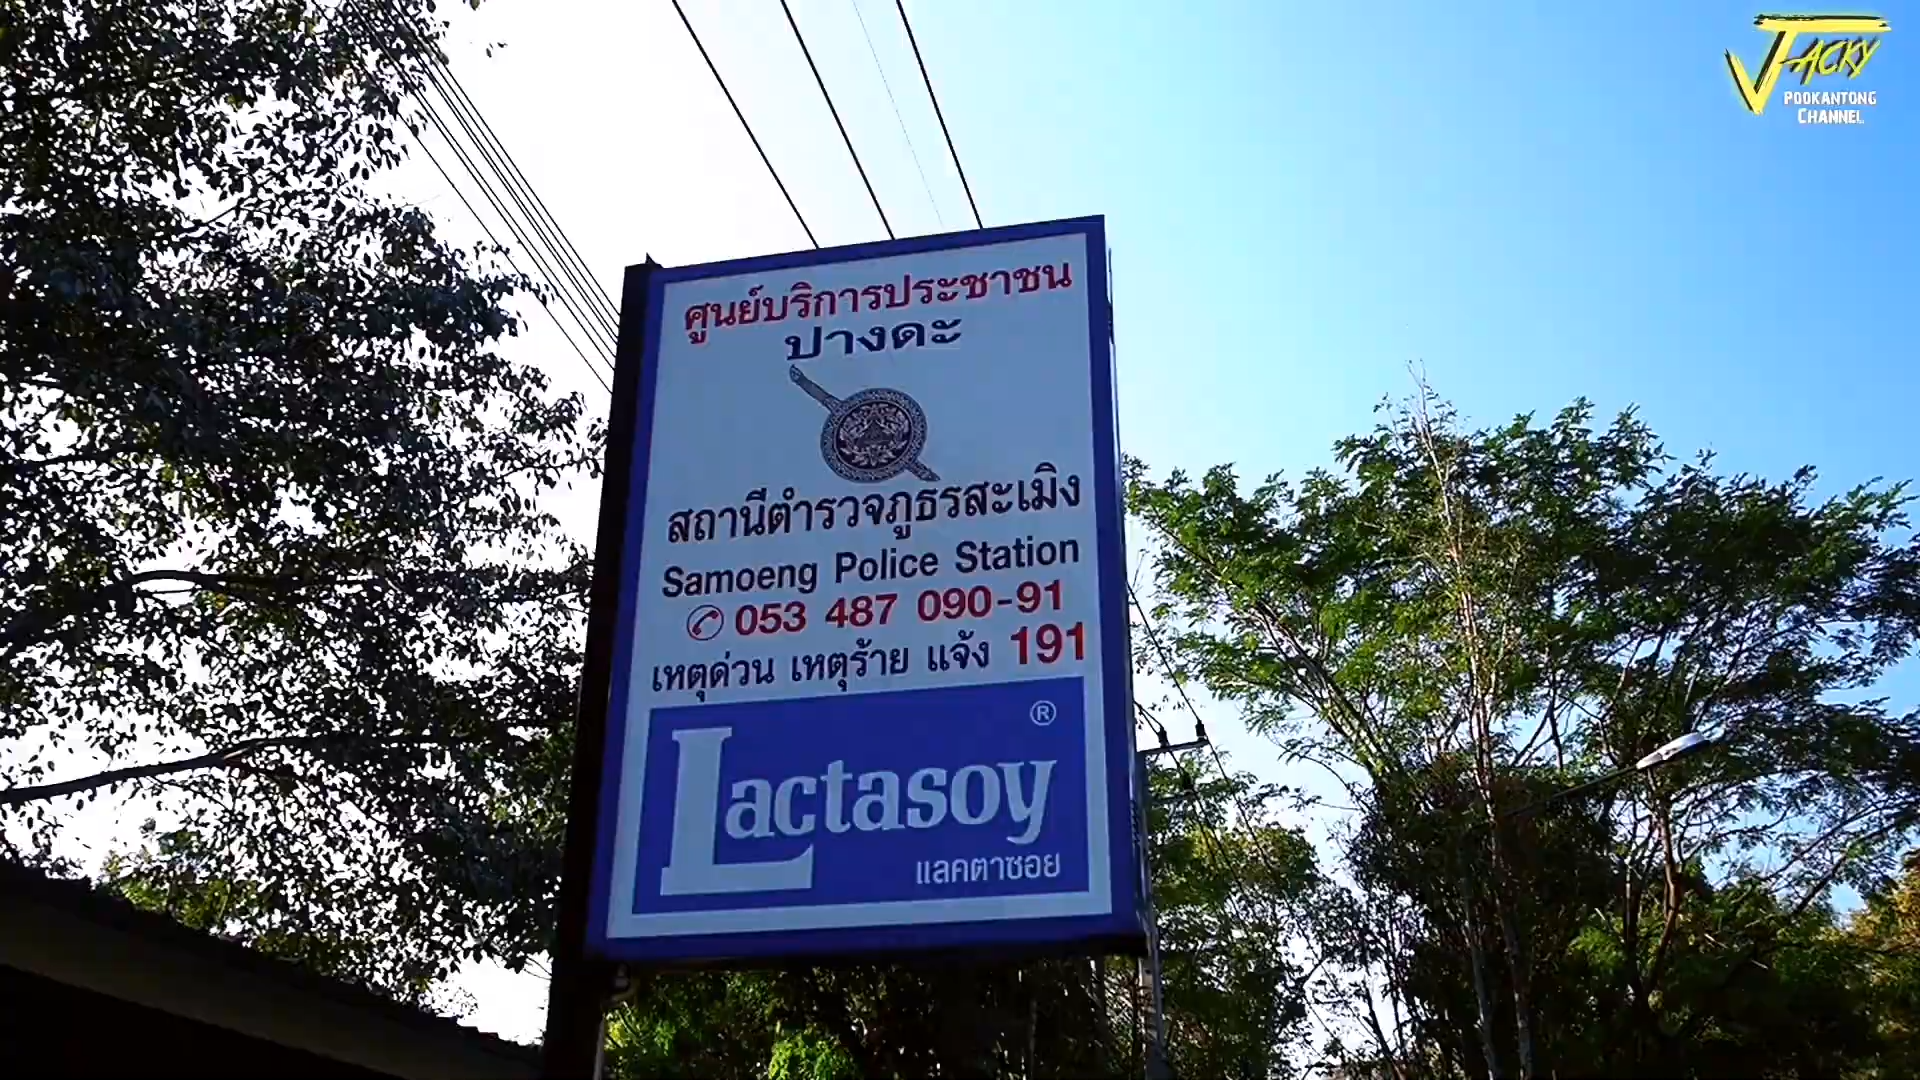 JACKY
POOKANTONG
CHANNEL
ศูนย์บริการประชาชน
ปางดะ
สถานีตำรวจภูธรสะเมิง
Samoeng Police Station
✆ 053 487 090-91
เหตุด่วน เหตุร้าย แจ้ง 191
Lactasoy ®
แลคตาซอย